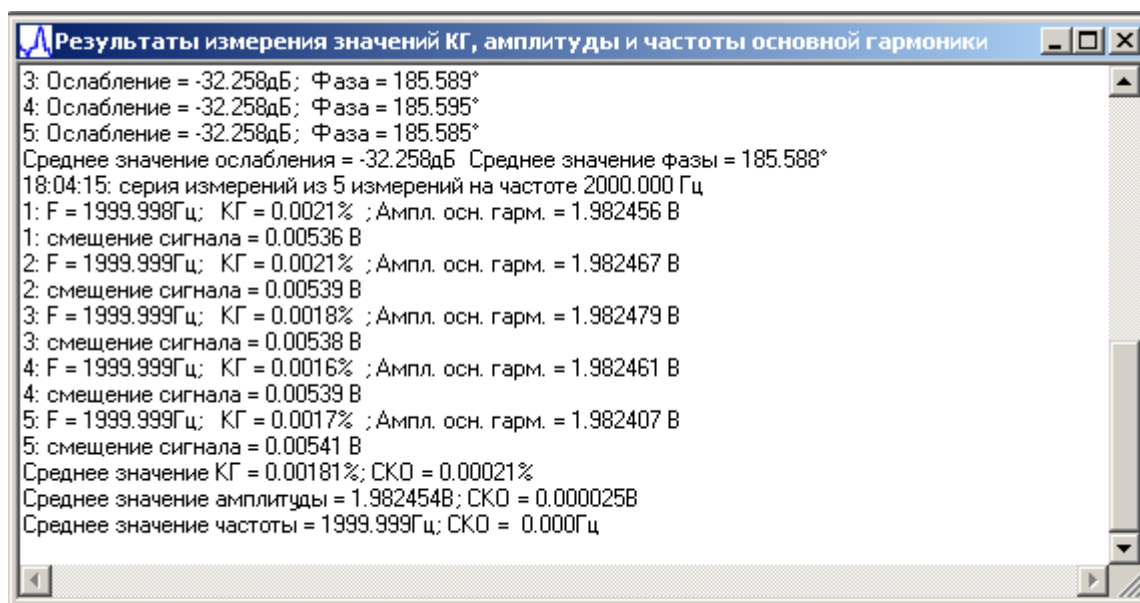 Результаты измерения значений КГ, амплитуды и частоты основной гармоники
3: Ослабление = -32.258дБ; Фаза = 185.589°
4: Ослабление = -32.258дБ; Фаза = 185.595°
5: Ослабление = -32.258дБ; Фаза = 185.585°
Среднее значение ослабления = -32.258дБ Среднее значение фазы = 185.588°
18:04:15: серия измерений из 5 измерений на частоте 2000.000 Гц
1: F = 1999.998Гц; КГ = 0.0021% ; Ампл. осн. гарм. = 1.982456 В
1: смещение сигнала = 0.00536 В
2: F = 1999.999Гц; КГ = 0.0021% ; Ампл. осн. гарм. = 1.982467 В
2: смещение сигнала = 0.00539 В
3: F = 1999.999Гц; КГ = 0.0018% ; Ампл. осн. гарм. = 1.982479 В
3: смещение сигнала = 0.00538 В
4: F = 1999.999Гц; КГ = 0.0016% ; Ампл. осн. гарм. = 1.982461 В
4: смещение сигнала = 0.00539 В
5: F = 1999.999Гц; КГ = 0.0017% ; Ампл. осн. гарм. = 1.982407 В
5: смещение сигнала = 0.00541 В
Среднее значение КГ = 0.00181%; СКО = 0.00021%
Среднее значение амплитуды = 1.982454В; СКО = 0.000025В
Среднее значение частоты = 1999.999Гц; СКО = 0.000Гц